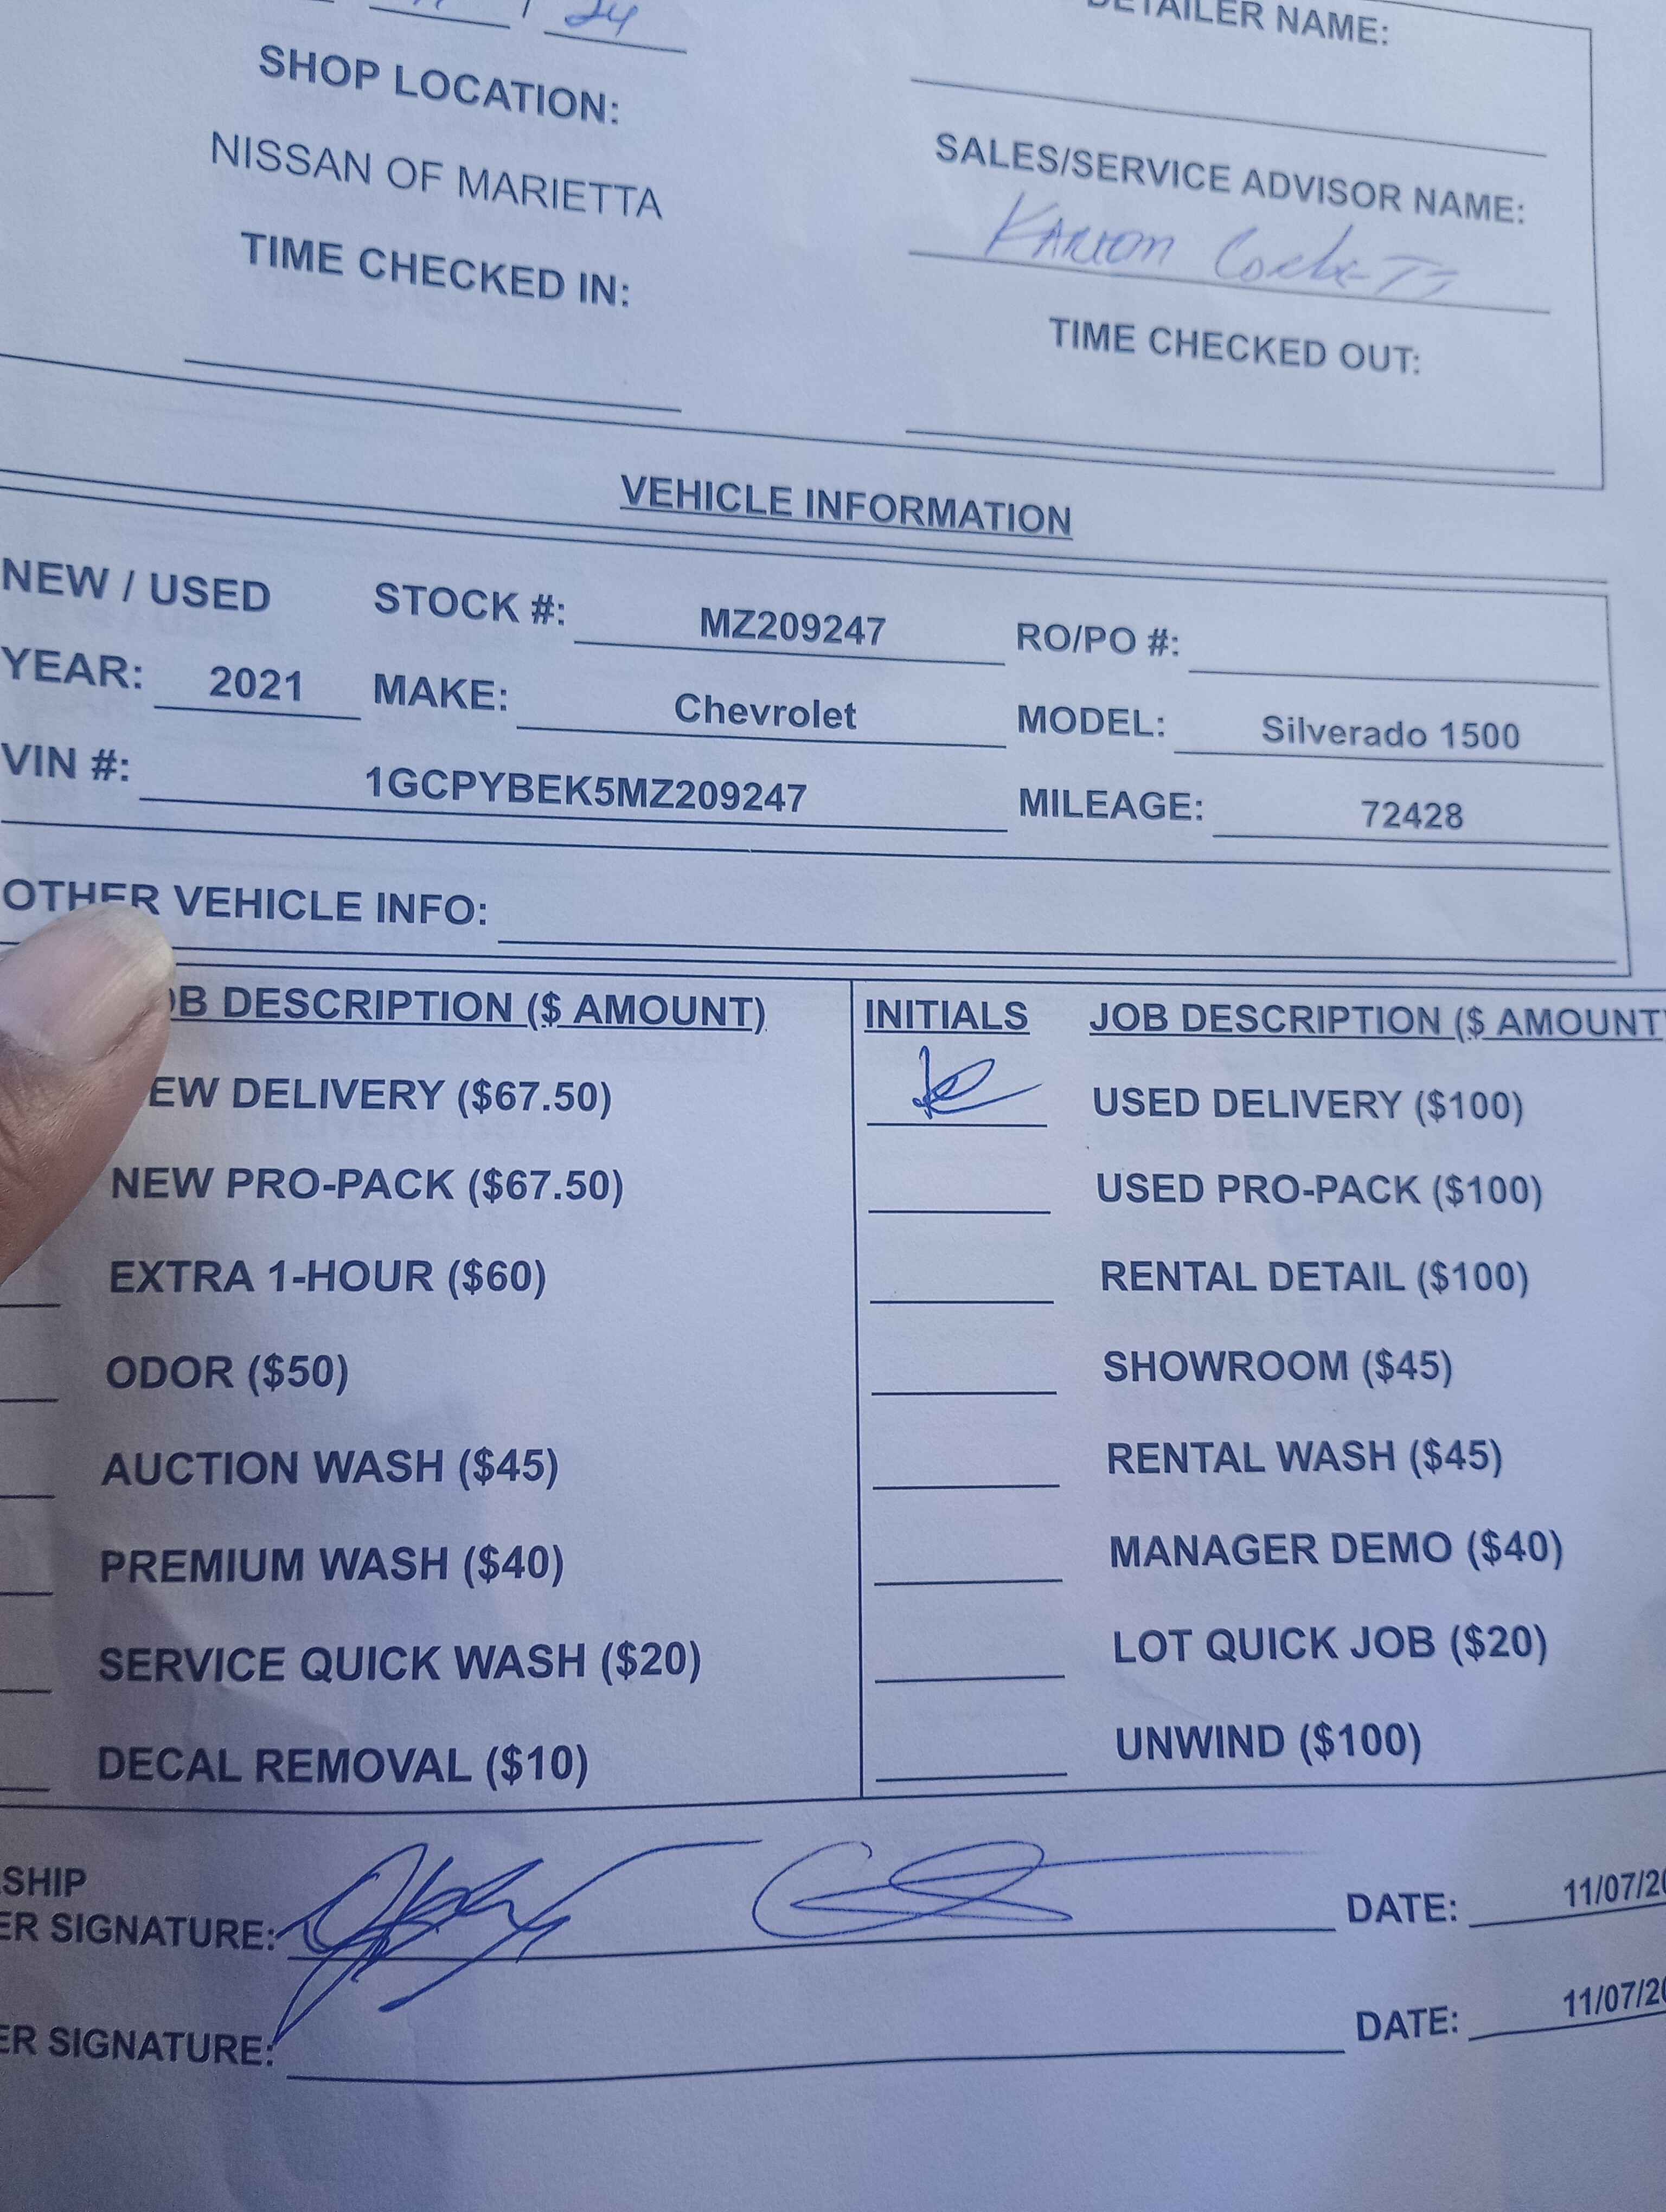 / 24
DETAILER NAME:
SHOP LOCATION:
NISSAN OF MARIETTA
SALES/SERVICE ADVISOR NAME:
TIME CHECKED IN:
TIME CHECKED OUT:
VEHICLE INFORMATION
NEW / USED STOCK #: MZ209247 RO/PO #:
YEAR: 2021 MAKE: Chevrolet MODEL: Silverado 1500
VIN #: 1GCPYBEK5MZ209247 MILEAGE: 72428
OTHER VEHICLE INFO:
OB DESCRIPTION ($ AMOUNT) INITIALS JOB DESCRIPTION ($ AMOUNT
EW DELIVERY ($67.50) USED DELIVERY ($100)
NEW PRO-PACK ($67.50) USED PRO-PACK ($100)
EXTRA 1-HOUR ($60) RENTAL DETAIL ($100)
ODOR ($50) SHOWROOM ($45)
AUCTION WASH ($45) RENTAL WASH ($45)
PREMIUM WASH ($40) MANAGER DEMO ($40)
SERVICE QUICK WASH ($20) LOT QUICK JOB ($20)
DECAL REMOVAL ($10) UNWIND ($100)
SHIP
ER SIGNATURE: DATE: 11/07/20
ER SIGNATURE: DATE: 11/07/20